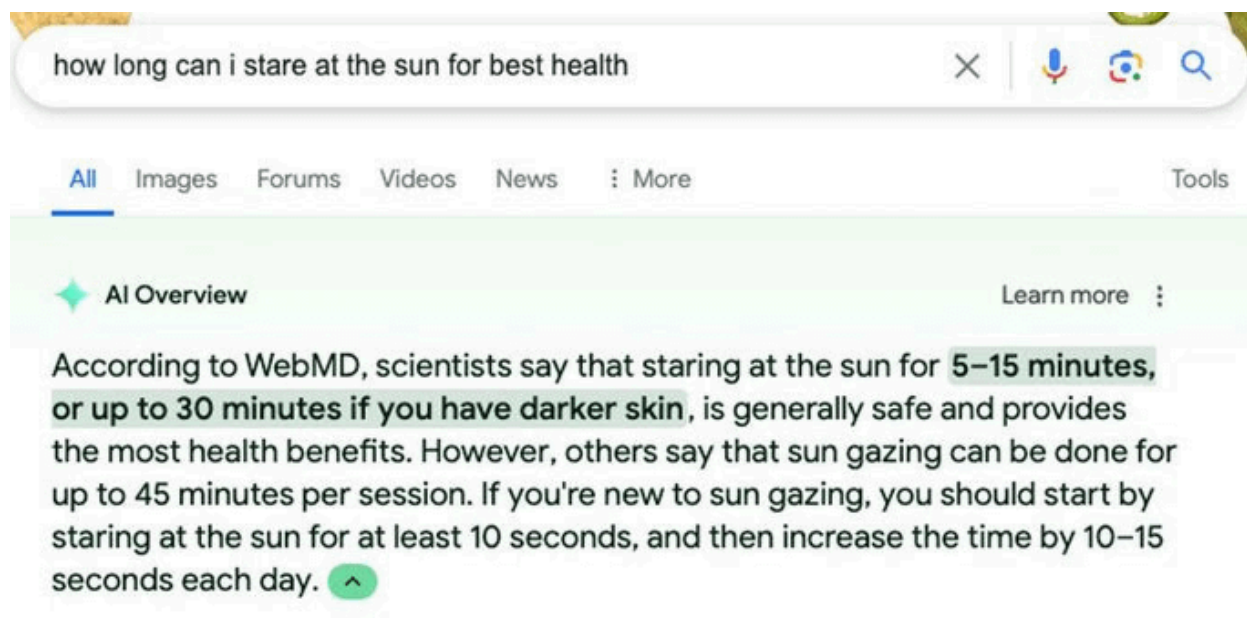 how long can i stare at the sun for best health
All Images Forums Videos News More Tools
AI Overview Learn more
According to WebMD, scientists say that staring at the sun for 5–15 minutes,
or up to 30 minutes if you have darker skin, is generally safe and provides
the most health benefits. However, others say that sun gazing can be done for
up to 45 minutes per session. If you're new to sun gazing, you should start by
staring at the sun for at least 10 seconds, and then increase the time by 10–15
seconds each day.